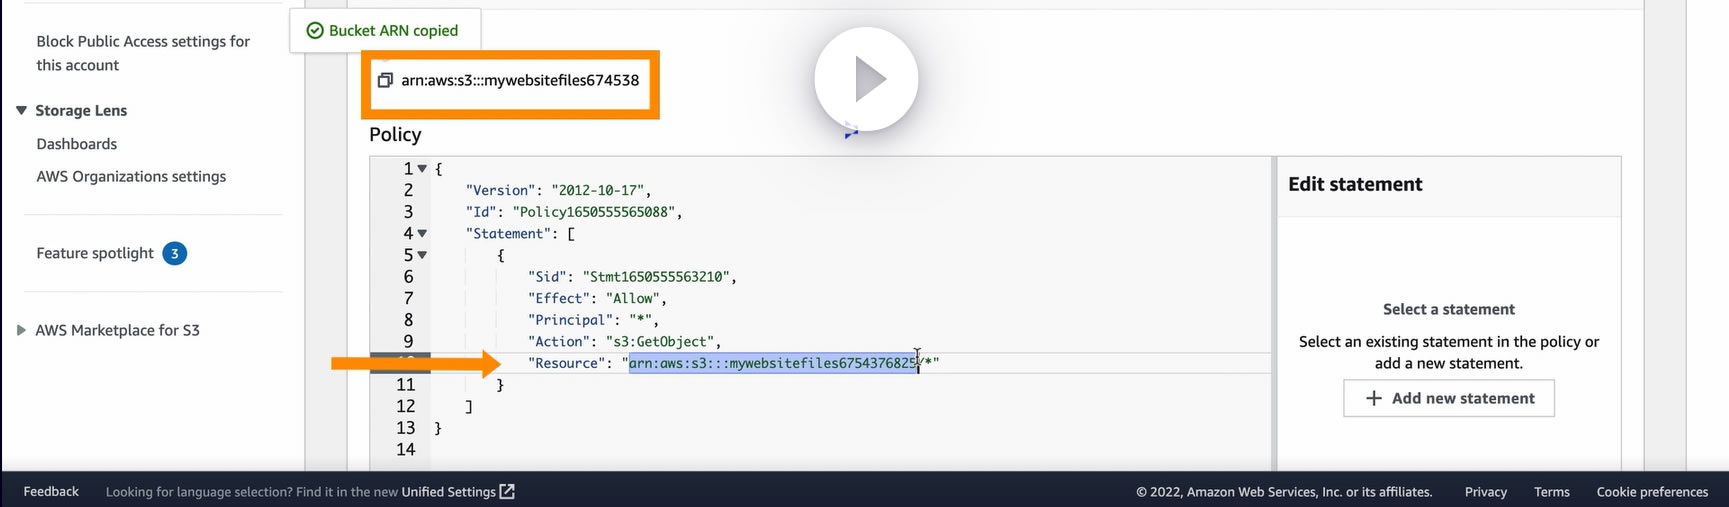 Block Public Access settings for
this account
Storage Lens
Dashboards
AWS Organizations settings
Feature spotlight 3
AWS Marketplace for S3
Bucket ARN copied
arn:aws:s3:::mywebsitefiles674538
Policy
1 {
2 "Version": "2012-10-17",
3 "Id": "Policy1650555565088",
4 "Statement": [
5 {
6 "Sid": "Stmt1650555563210",
7 "Effect": "Allow",
8 "Principal": "*",
9 "Action": "s3:GetObject",
"Resource": "arn:aws:s3:::mywebsitefiles6754376825/*"
11 }
12 ]
13 }
14
Edit statement
Select a statement
Select an existing statement in the policy or
add a new statement.
+ Add new statement
Feedback Looking for language selection? Find it in the new Unified Settings © 2022, Amazon Web Services, Inc. or its affiliates. Privacy Terms Cookie preferences